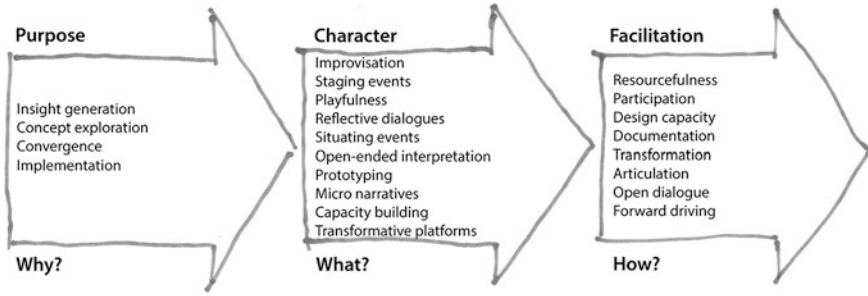 Purpose
Insight generation
Concept exploration
Convergence
Implementation
Why?
Character
Improvisation
Staging events
Playfulness
Reflective dialogues
Situating events
Open-ended interpretation
Prototyping
Micro narratives
Capacity building
Transformative platforms
What?
Facilitation
Resourcefulness
Participation
Design capacity
Documentation
Transformation
Articulation
Open dialogue
Forward driving
How?